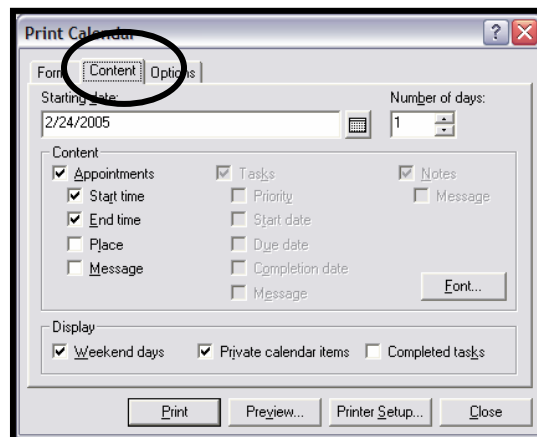 Print Calendar
Form Content Options
Starting date: Number of days:
2/24/2005 1
Content
Appointments Tasks Notes
Start time Priority Message
End time Start date
Place Due date
Message Completion date
Message Font...
Display
Weekend days Private calendar items Completed tasks
Print Preview... Printer Setup... Close